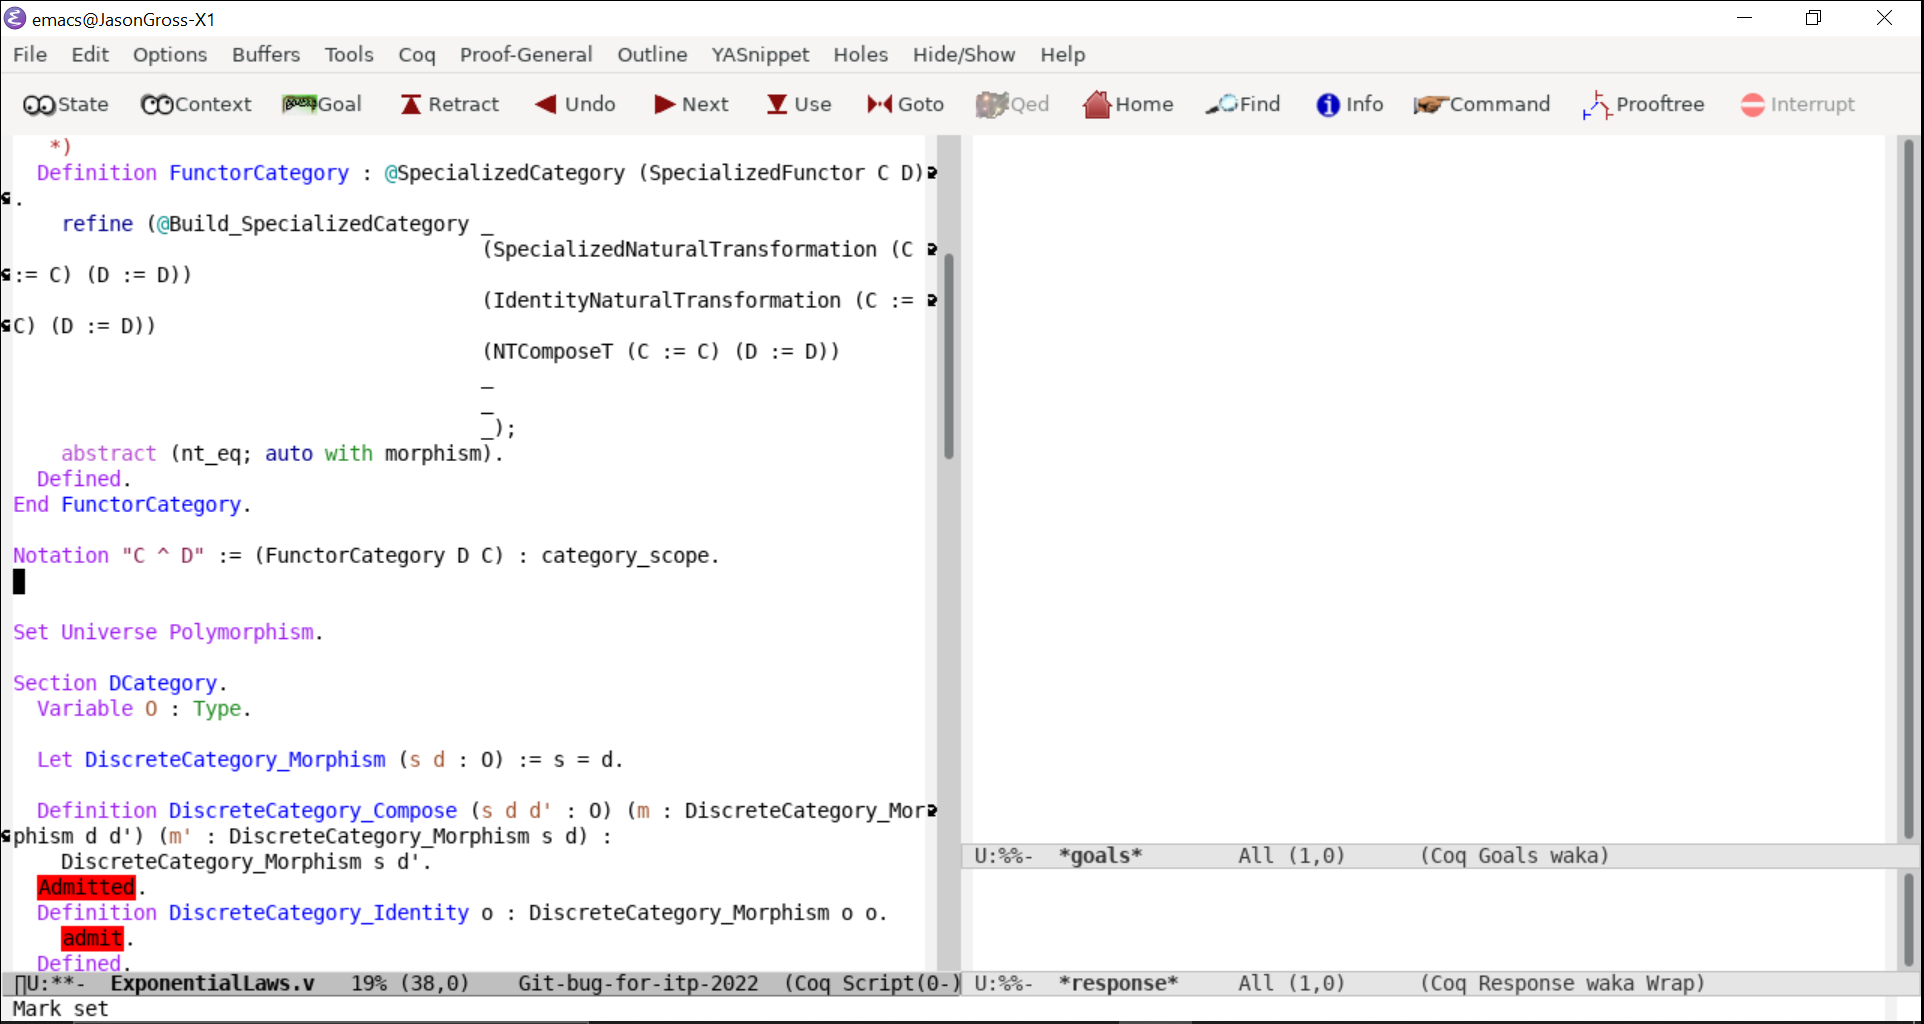 emacs@JasonGross-X1
File Edit Options Buffers Tools Coq Proof-General Outline YASnippet Holes Hide/Show Help
State Context Goal Retract Undo Next Use Goto Qed Home Find Info Command Prooftree Interrupt
*)
Definition FunctorCategory : @SpecializedCategory (SpecializedFunctor C D)
.
refine (@Build_SpecializedCategory _
(SpecializedNaturalTransformation (C
:= C) (D := D))
(IdentityNaturalTransformation (C :=
C) (D := D))
(NTComposeT (C := C) (D := D))
_
_
_);
abstract (nt_eq; auto with morphism).
Defined.
End FunctorCategory.
Notation "C ^ D" := (FunctorCategory D C) : category_scope.
Set Universe Polymorphism.
Section DCategory.
Variable O : Type.
Let DiscreteCategory_Morphism (s d : O) := s = d.
Definition DiscreteCategory_Compose (s d d' : O) (m : DiscreteCategory_Mor
phism d d') (m' : DiscreteCategory_Morphism s d) :
DiscreteCategory_Morphism s d'.
Admitted.
Definition DiscreteCategory_Identity o : DiscreteCategory_Morphism o o.
admit.
Defined.
U:**-  ExponentialLaws.v   19% (38,0)    Git-bug-for-itp-2022  (Coq Script(0-)
Mark set
U:%%-  *goals*        All (1,0)      (Coq Goals waka)
U:%%-  *response*     All (1,0)      (Coq Response waka Wrap)